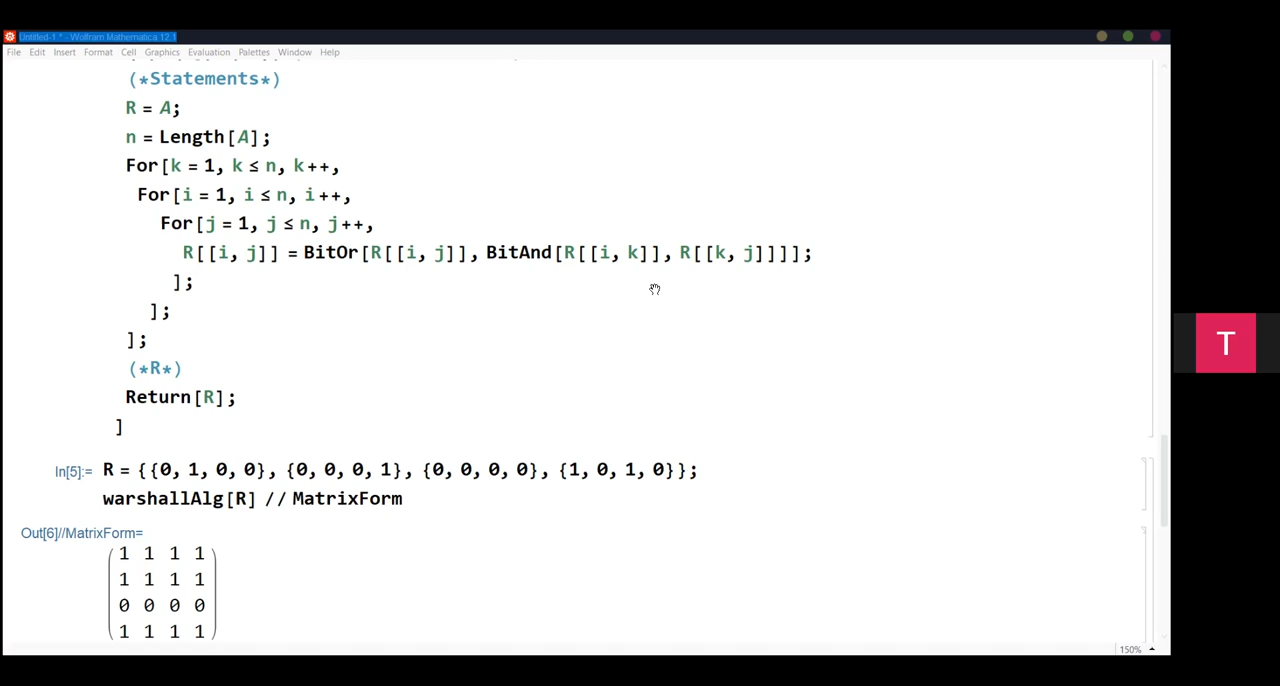 Untitled-1 * - Wolfram Mathematica 12.1
File Edit Insert Format Cell Graphics Evaluation Palettes Window Help
(*Statements*)
R = A;
n = Length[A];
For[k = 1, k ≤ n, k++,
For[i = 1, i ≤ n, i++,
For[j = 1, j ≤ n, j++,
R[[i, j]] = BitOr[R[[i, j]], BitAnd[R[[i, k]], R[[k, j]]]];
];
];
];
(*R*)
Return[R];
]
In[5]:= R = {{0, 1, 0, 0}, {0, 0, 0, 1}, {0, 0, 0, 0}, {1, 0, 1, 0}};
warshallAlg[R] // MatrixForm
Out[6]//MatrixForm=
1 1 1 1
1 1 1 1
0 0 0 0
1 1 1 1
150%
T